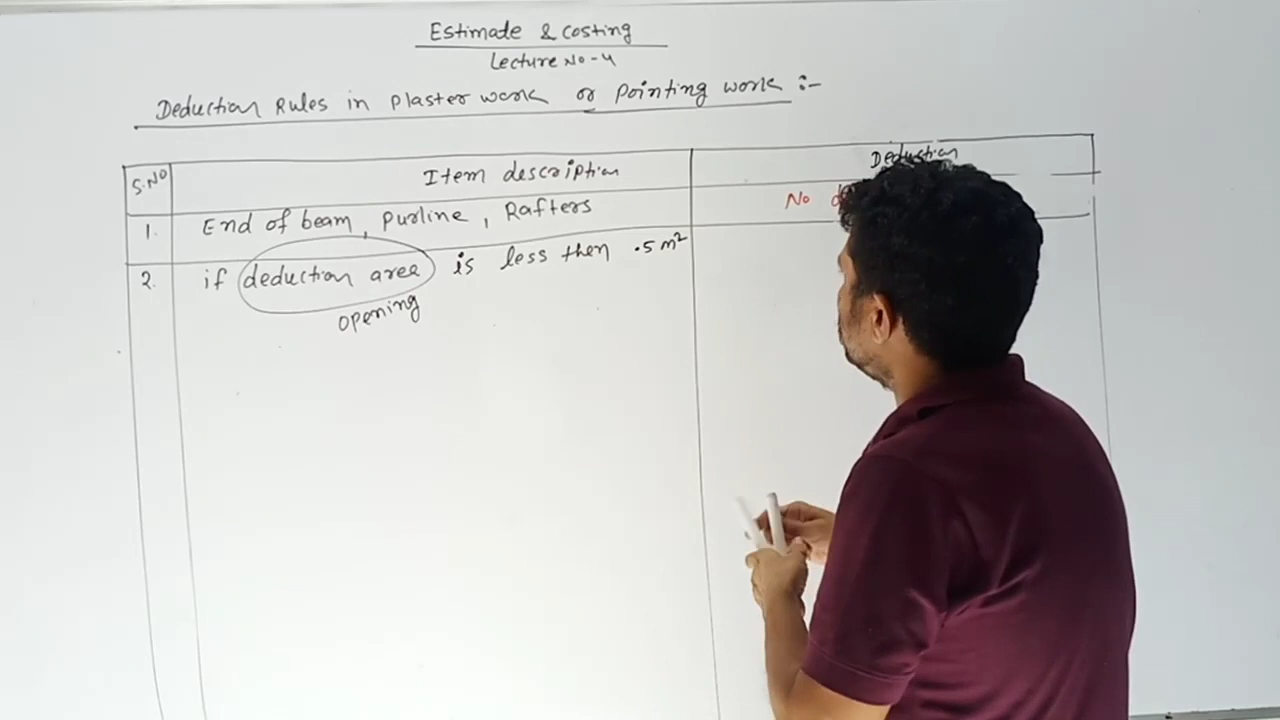 Estimate & Costing
Lecture No-4
Deduction Rules in plaster work or pointing work :-
S.NO Item description Deduction
1. End of beam, purline, Rafters No
2. if deduction area is less then .5 m²
opening